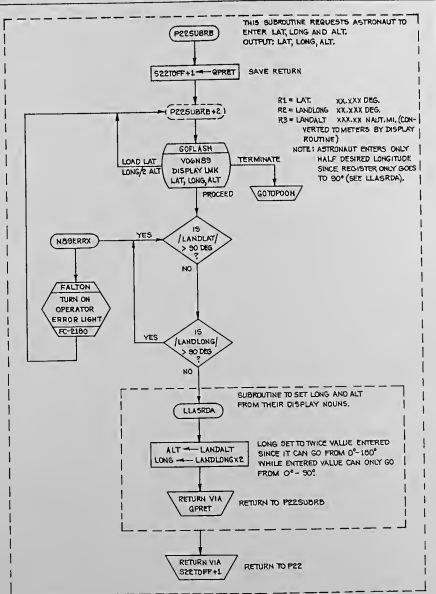 THIS SUBROUTINE REQUESTS ASTRONAUT TO
ENTER LAT, LONG AND ALT.
OUTPUT: LAT, LONG, ALT.
P22SUBRB
S22TOFF+1 ← QPRET
SAVE RETURN
P22SUBRB+2
R1 = LAT. XX.XXX DEG.
R2 = LANDLONG XX.XXX DEG.
R3 = LANDALT XXX.XX NAUT.MI. (CON-
VERTED TO METERS BY DISPLAY
ROUTINE)
NOTE: ASTRONAUT ENTERS ONLY
HALF DESIRED LONGITUDE
SINCE REGISTER ONLY GOES
TO 90° (SEE LLASRDA).
GOFLASH
V06N89
DISPLAY LMK
LAT, LONG, ALT
LOAD LAT
LONG/2 ALT
TERMINATE
GOTOPOOH
PROCEED
IS
/LANDLAT/
> 90 DEG
?
YES
NO
N89ERRX
FALTON
TURN ON
OPERATOR
ERROR LIGHT
FC-2180
IS
/LANDLONG/
> 90 DEG
?
YES
NO
SUBROUTINE TO SET LONG AND ALT
FROM THEIR DISPLAY NOUNS.
LLASRDA
ALT ← LANDALT
LONG ← LANDLONGX2
LONG SET TO TWICE VALUE ENTERED
SINCE IT CAN GO FROM 0°-180°
WHILE ENTERED VALUE CAN ONLY GO
FROM 0° - 90°.
RETURN VIA
QPRET
RETURN TO P22SUBRB
RETURN VIA
S22TOFF+1
RETURN TO P22